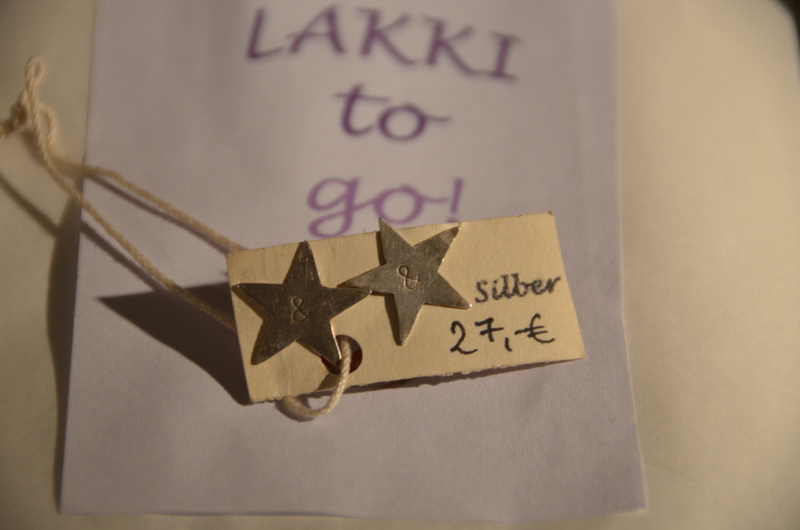 LAKKI
to
go!
&
&
Silber
27,-€